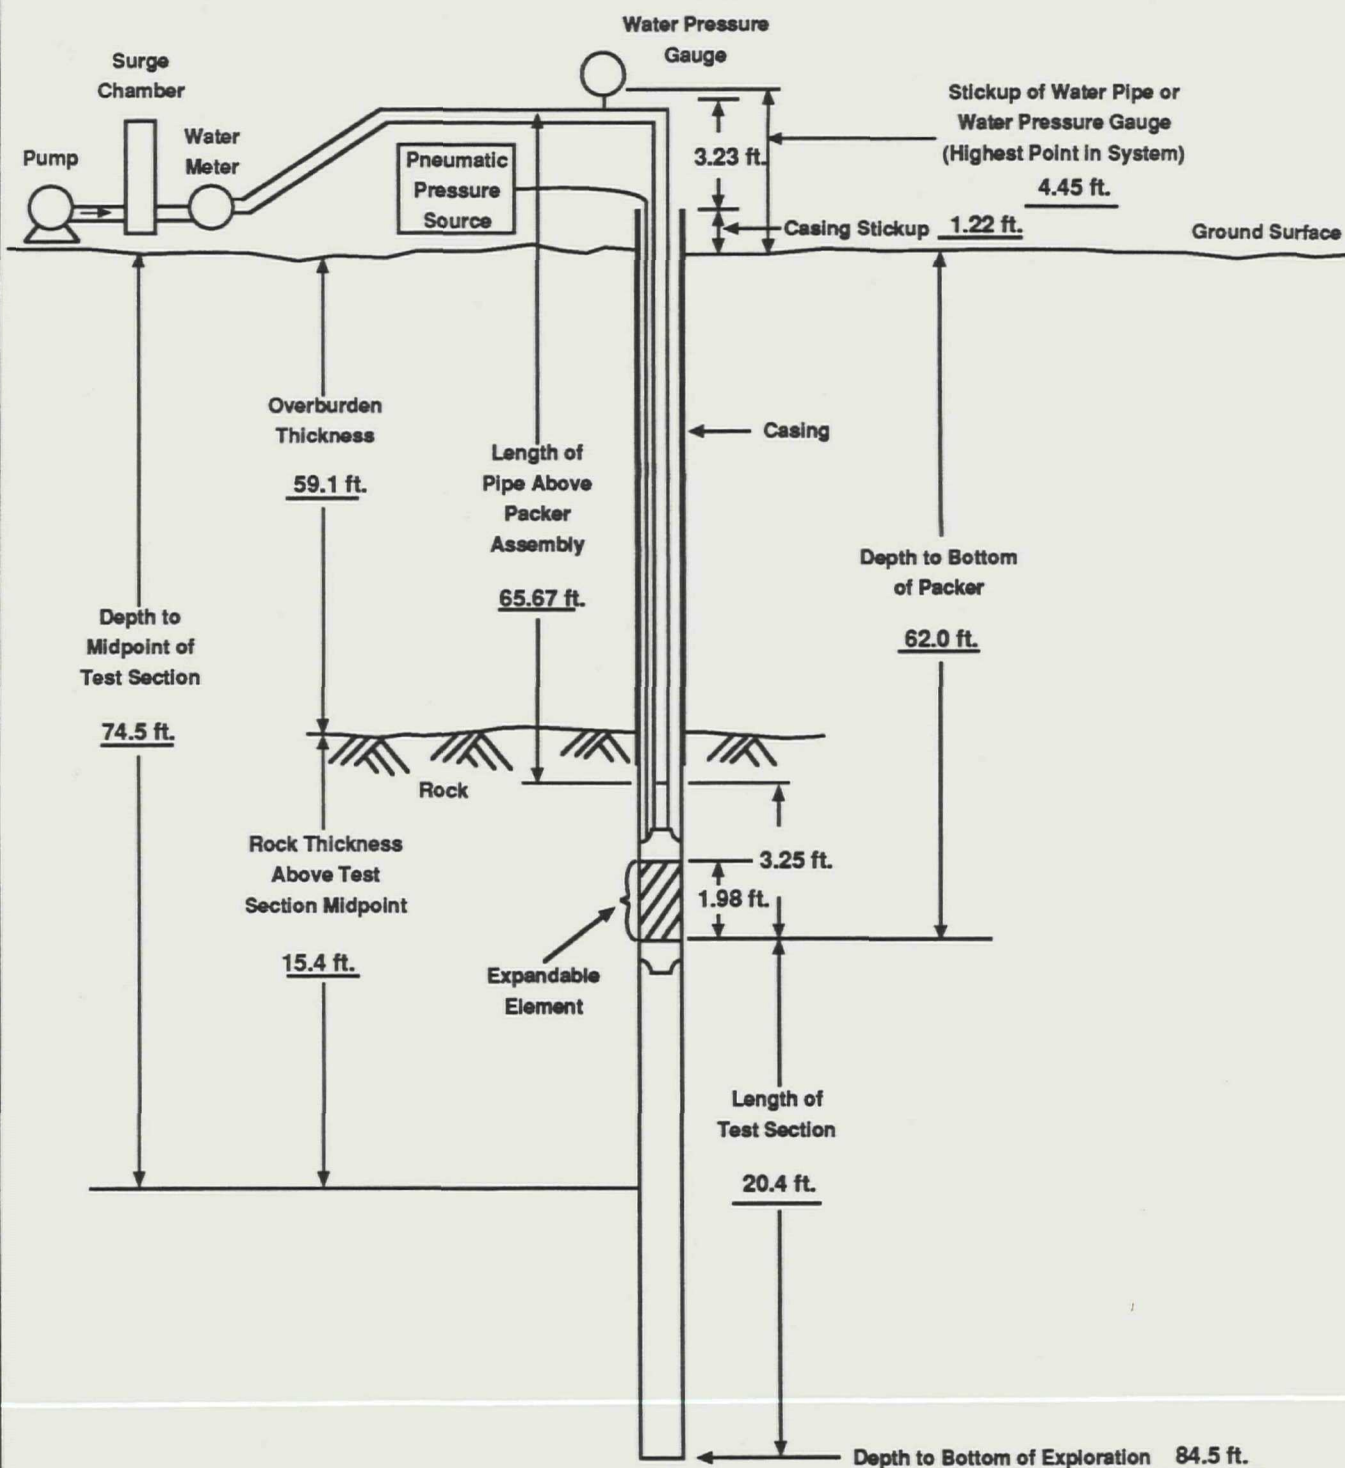 Water Pressure
Gauge
Surge
Chamber
Stickup of Water Pipe or
Water Pressure Gauge
(Highest Point in System)
4.45 ft.
Water
Meter
Pump
Pneumatic
Pressure
Source
3.23 ft.
Casing Stickup 1.22 ft.
Ground Surface
Overburden
Thickness
59.1 ft.
Casing
Length of
Pipe Above
Packer
Assembly
65.67 ft.
Depth to Bottom
of Packer
62.0 ft.
Depth to
Midpoint of
Test Section
74.5 ft.
Rock
Rock Thickness
Above Test
Section Midpoint
15.4 ft.
3.25 ft.
1.98 ft.
Expandable
Element
Length of
Test Section
20.4 ft.
Depth to Bottom of Exploration 84.5 ft.